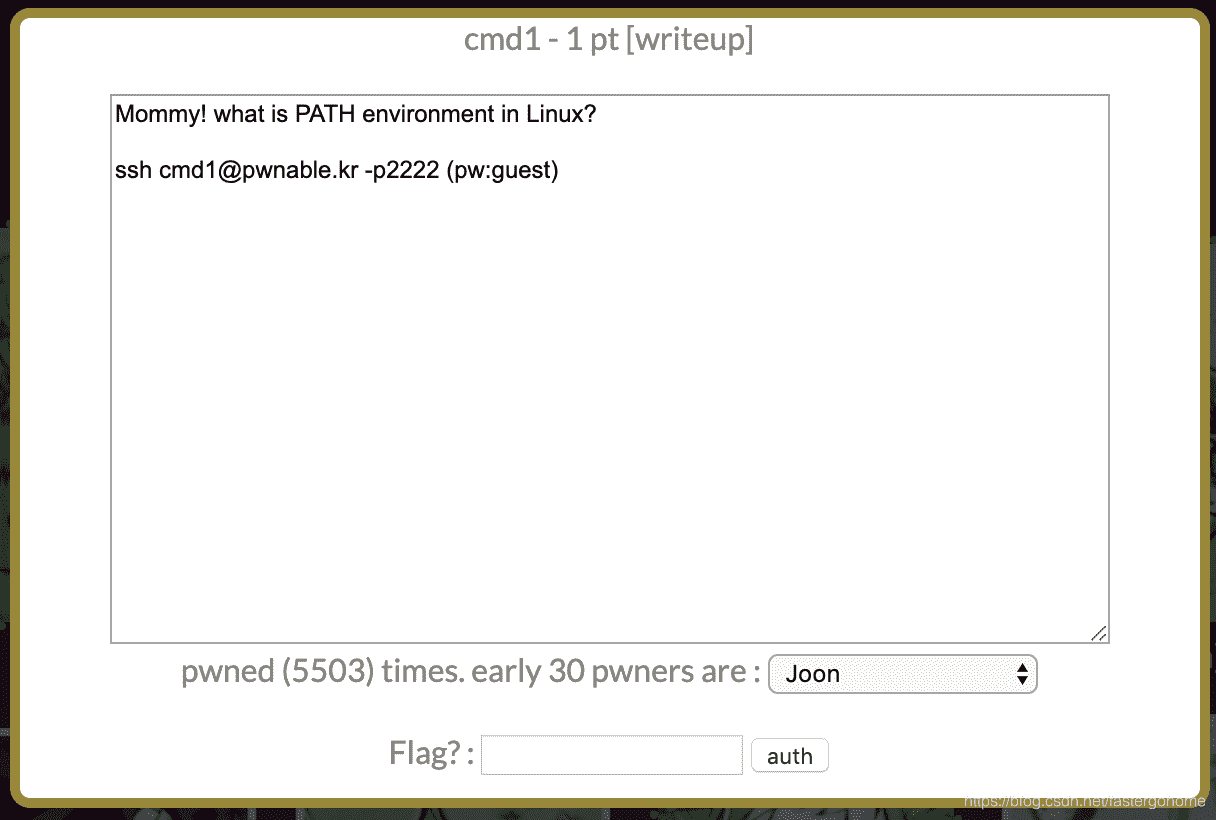 cmd1 - 1 pt [writeup]
Mommy! what is PATH environment in Linux?
ssh cmd1@pwnable.kr -p2222 (pw:guest)
pwned (5503) times. early 30 pwners are : Joon
Flag? : auth
https://blog.csdn.net/fastergohome